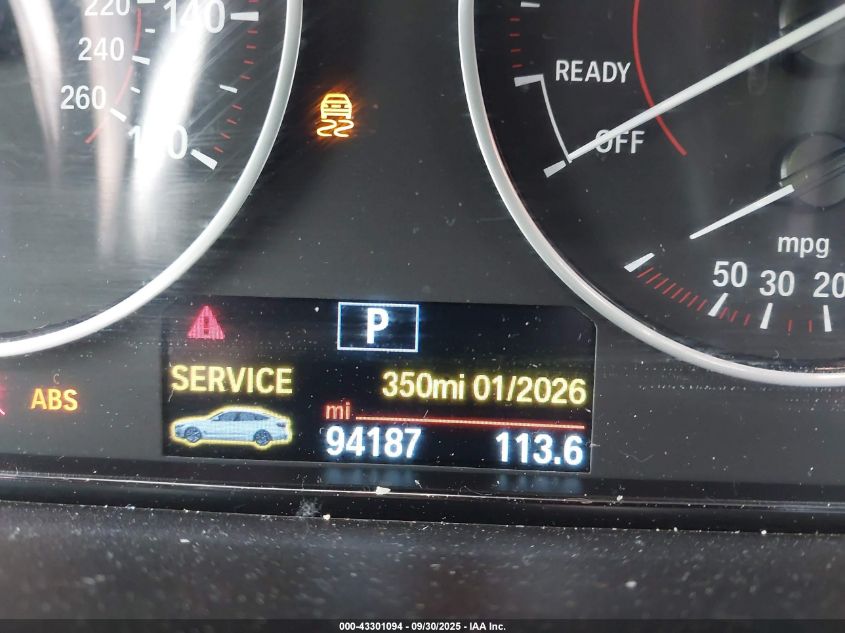 220
240
260
140
READY
OFF
mpg
50 30 20
P
SERVICE 350mi 01/2026
ABS
mi
94187 113.6
000-43301094 - 09/30/2025 - IAA Inc.